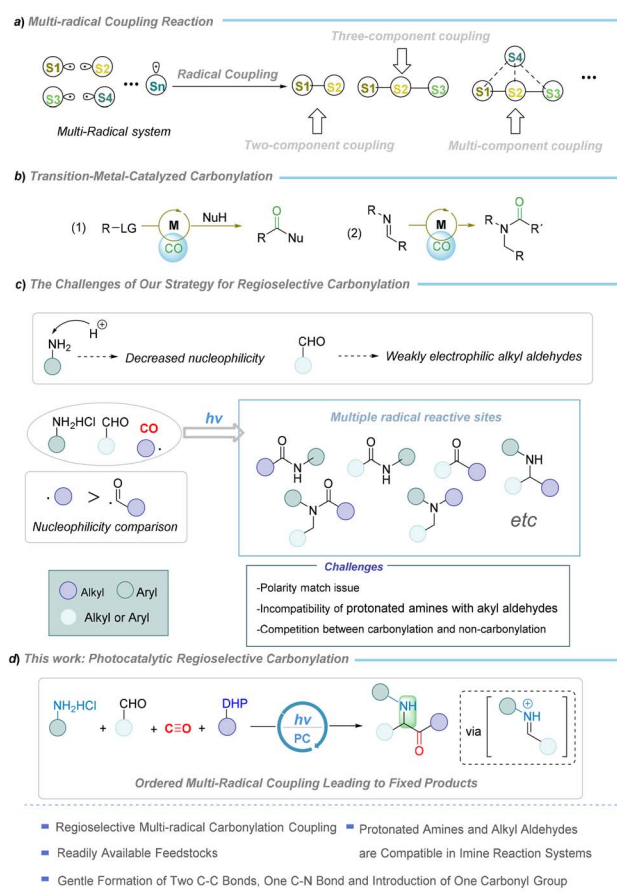 a) Multi-radical Coupling Reaction
Three-component coupling
S1 S2 ... Sn
Radical Coupling
S1 S2 S1 S2 S3
S4
S1 S2 S3
...
S3 S4
Multi-Radical system
Two-component coupling
Multi-component coupling
b) Transition-Metal-Catalyzed Carbonylation
(1) R-LG M CO NuH O R Nu
(2) R N R M CO O R N R' R
c) The Challenges of Our Strategy for Regioselective Carbonylation
H⊕
NH2
Decreased nucleophilicity
CHO
Weakly electrophilic alkyl aldehydes
NH2HCl CHO CO
hv
Multiple radical reactive sites
O N H
O N H
O
NH
· > · O
Nucleophilicity comparison
N O
N
etc
Alkyl Aryl
Alkyl or Aryl
Challenges
-Polarity match issue
-Incompatibility of protonated amines with akyl aldehydes
-Competition between carbonylation and non-carbonylation
d) This work: Photocatalytic Regioselective Carbonylation
NH2HCl + CHO + C≡O + DHP
hv
PC
NH
O
via
⊕
NH
Ordered Multi-Radical Coupling Leading to Fixed Products
Regioselective Multi-radical Carbonylation Coupling
Protonated Amines and Alkyl Aldehydes
Readily Available Feedstocks
are Compatible in Imine Reaction Systems
Gentle Formation of Two C-C Bonds, One C-N Bond and Introduction of One Carbonyl Group